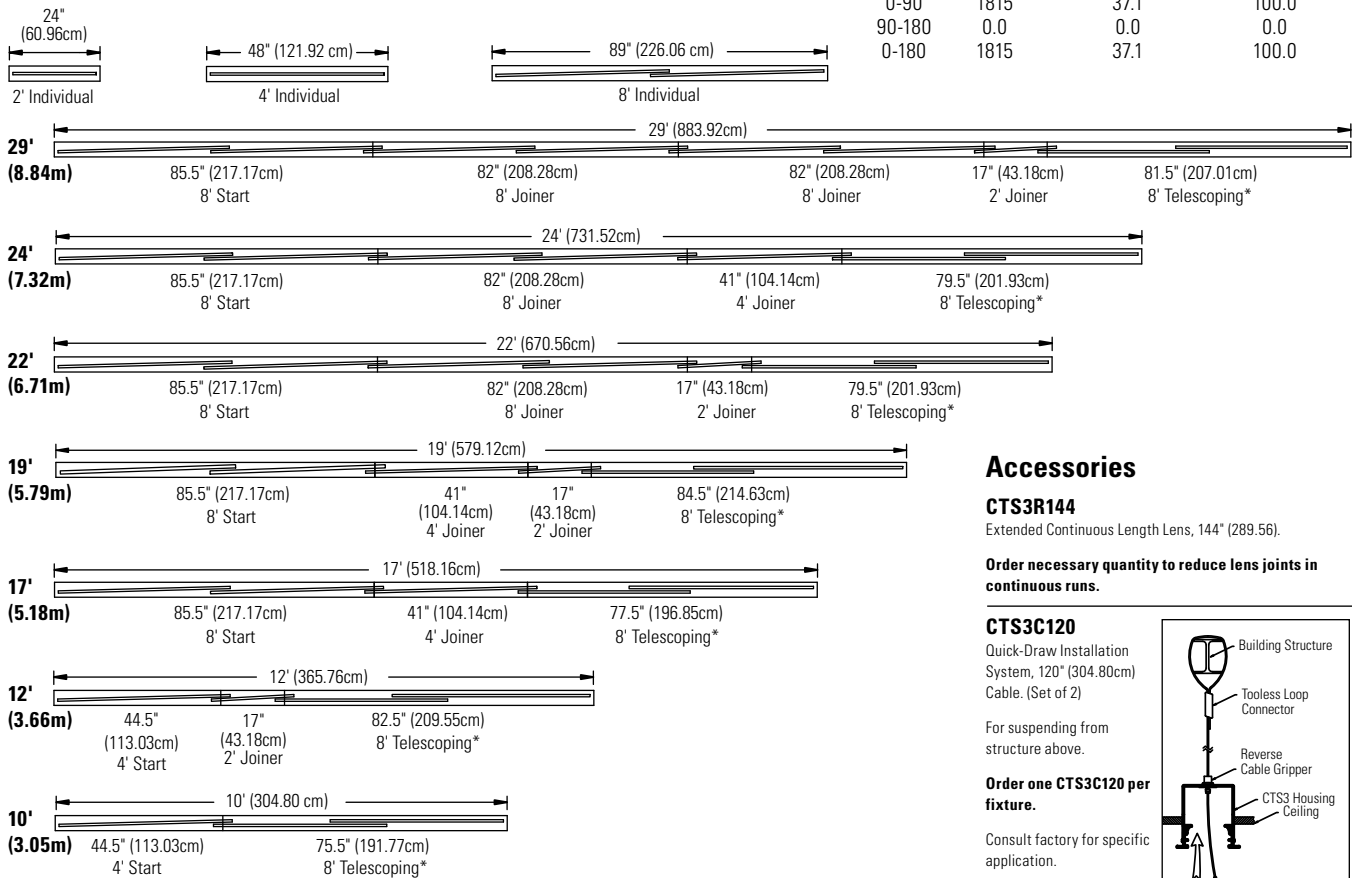 0-90 1815 37.1 100.0
90-180 0.0 0.0 0.0
0-180 1815 37.1 100.0
24"
(60.96cm)
2' Individual
48" (121.92 cm)
4' Individual
89" (226.06 cm)
8' Individual
29'
(8.84m)
29' (883.92cm)
85.5" (217.17cm) 82" (208.28cm) 82" (208.28cm) 17" (43.18cm) 81.5" (207.01cm)
8' Start 8' Joiner 8' Joiner 2' Joiner 8' Telescoping*
24'
(7.32m)
24' (731.52cm)
85.5" (217.17cm) 82" (208.28cm) 41" (104.14cm) 79.5" (201.93cm)
8' Start 8' Joiner 4' Joiner 8' Telescoping*
22'
(6.71m)
22' (670.56cm)
85.5" (217.17cm) 82" (208.28cm) 17" (43.18cm) 79.5" (201.93cm)
8' Start 8' Joiner 2' Joiner 8' Telescoping*
19'
(5.79m)
19' (579.12cm)
85.5" (217.17cm) 41" 17" 84.5" (214.63cm)
8' Start (104.14cm) (43.18cm) 8' Telescoping*
4' Joiner 2' Joiner
17'
(5.18m)
17' (518.16cm)
85.5" (217.17cm) 41" (104.14cm) 77.5" (196.85cm)
8' Start 4' Joiner 8' Telescoping*
12'
(3.66m)
12' (365.76cm)
44.5" 17" 82.5" (209.55cm)
(113.03cm) (43.18cm) 8' Telescoping*
4' Start 2' Joiner
10'
(3.05m)
10' (304.80 cm)
44.5" (113.03cm) 75.5" (191.77cm)
4' Start 8' Telescoping*
Accessories
CTS3R144
Extended Continuous Length Lens, 144" (289.56).
Order necessary quantity to reduce lens joints in
continuous runs.
CTS3C120
Quick-Draw Installation
System, 120" (304.80cm)
Cable. (Set of 2)
For suspending from
structure above.
Order one CTS3C120 per
fixture.
Consult factory for specific
application.
Building Structure
Tooless Loop
Connector
Reverse
Cable Gripper
CTS3 Housing
Ceiling